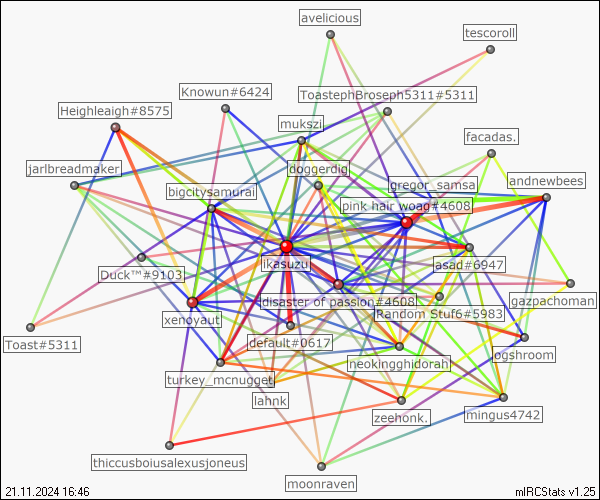 avelicious
tescoroll
Knowun#6424
ToastephBroseph5311#5311
Heighleaigh#8575
mukszi
facadas.
jarlbreadmaker
doggerdig
gregor_samsa
andnewbees
bigcitysamurai
pink hair woag#4608
ikasuzu
asad#6947
Duck™#9103
disaster of passion#4608
gazpachoman
xenoyaut
Random Stuf6#5983
Toast#5311
default#0617
neokingghidorah
ogshroom
turkey_mcnugget
lahnk
zeehonk.
mingus4742
thiccusboiusalexusjoneus
moonraven
21.11.2024 16:46
mIRCStats v1.25